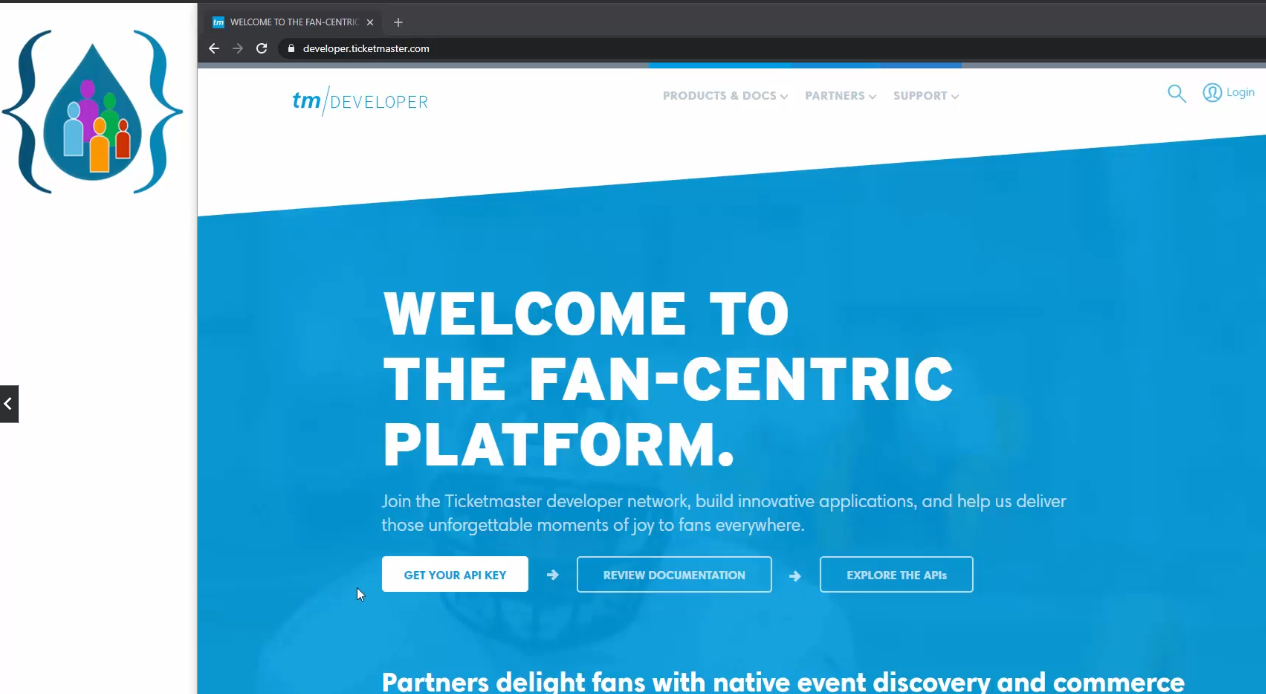 tm WELCOME TO THE FAN-CENTRIC
developer.ticketmaster.com
tm/DEVELOPER
PRODUCTS & DOCS
PARTNERS
SUPPORT
Login
WELCOME TO
THE FAN-CENTRIC
PLATFORM.
Join the Ticketmaster developer network, build innovative applications, and help us deliver
those unforgettable moments of joy to fans everywhere.
GET YOUR API KEY
REVIEW DOCUMENTATION
EXPLORE THE APIs
Partners delight fans with native event discovery and commerce